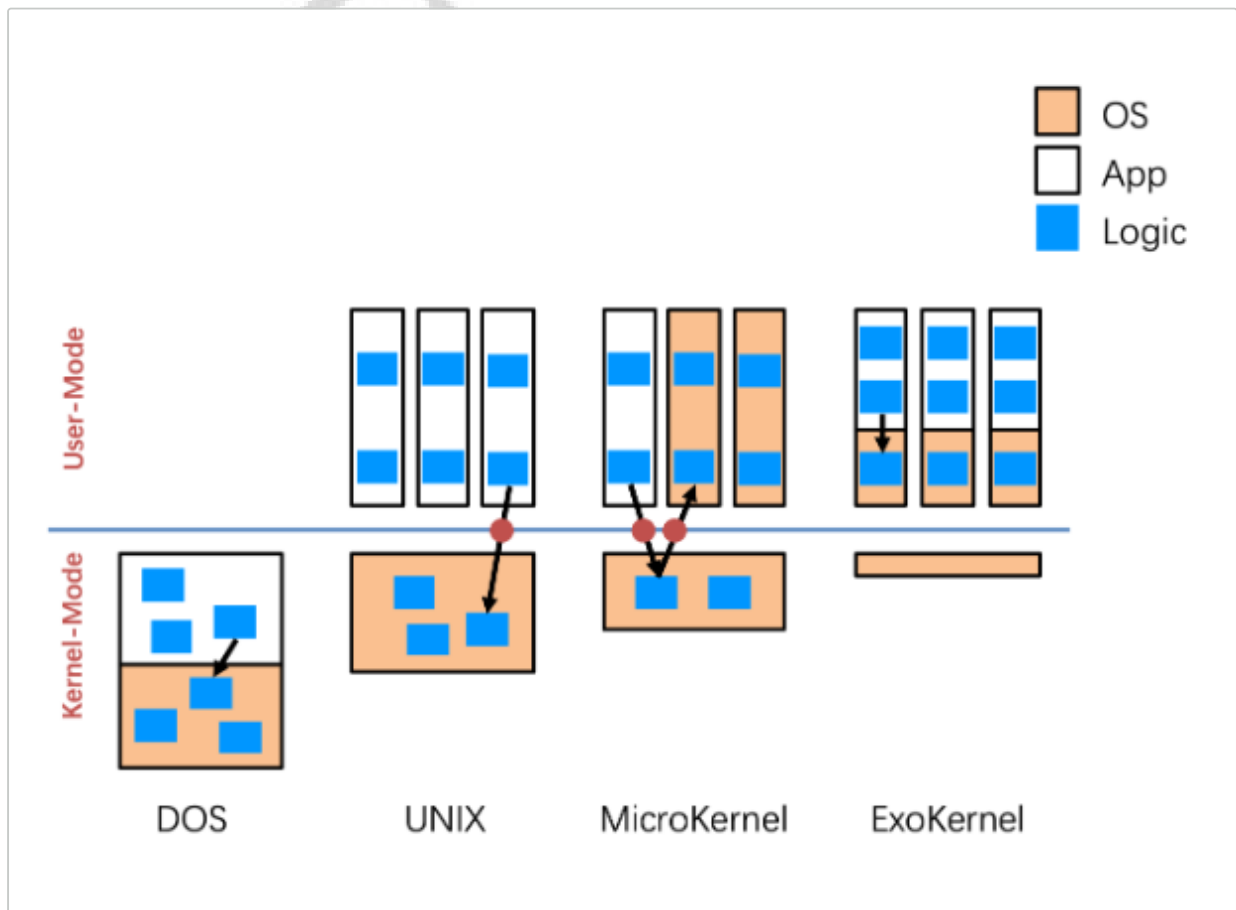 OS
App
Logic
User-Mode
Kernel-Mode
DOS
UNIX
MicroKernel
ExoKernel